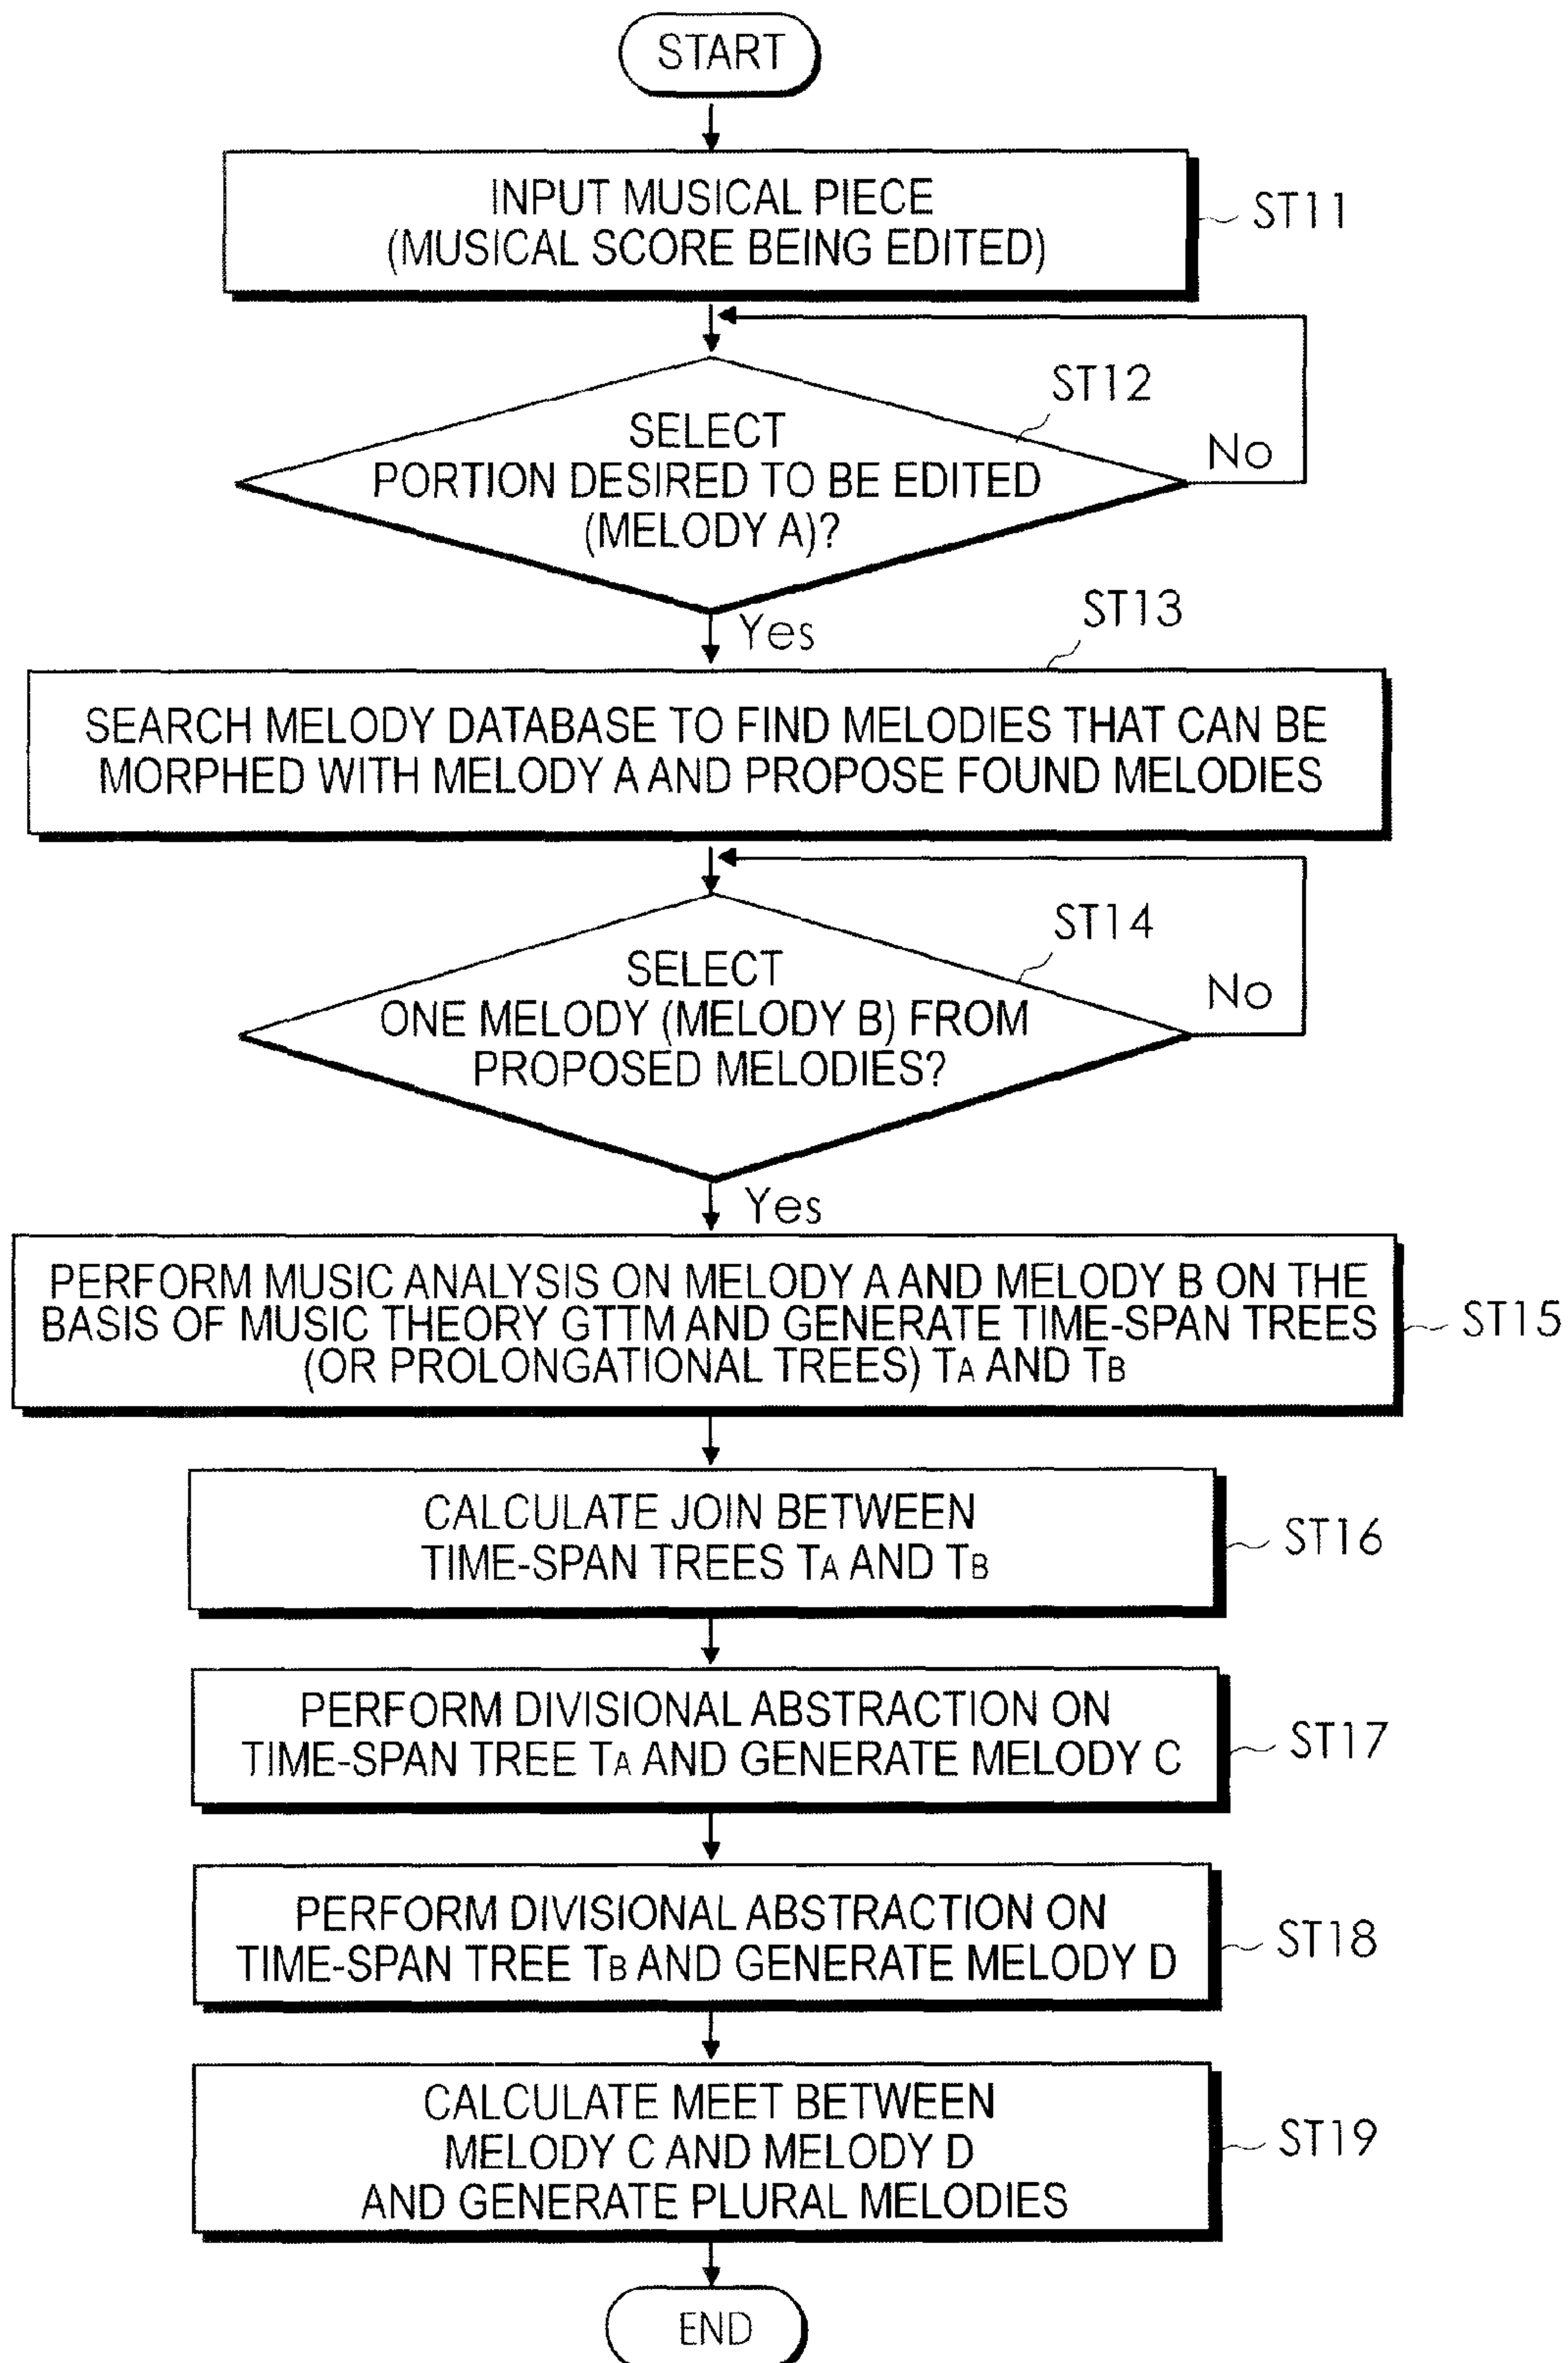 START
INPUT MUSICAL PIECE
(MUSICAL SCORE BEING EDITED)
ST11
ST12
SELECT
PORTION DESIRED TO BE EDITED
(MELODY A)?
No
Yes
ST13
SEARCH MELODY DATABASE TO FIND MELODIES THAT CAN BE
MORPHED WITH MELODY A AND PROPOSE FOUND MELODIES
ST14
SELECT
ONE MELODY (MELODY B) FROM
PROPOSED MELODIES?
No
Yes
PERFORM MUSIC ANALYSIS ON MELODY A AND MELODY B ON THE
BASIS OF MUSIC THEORY GTTM AND GENERATE TIME-SPAN TREES
(OR PROLONGATIONAL TREES) TA AND TB
ST15
CALCULATE JOIN BETWEEN
TIME-SPAN TREES TA AND TB
ST16
PERFORM DIVISIONAL ABSTRACTION ON
TIME-SPAN TREE TA AND GENERATE MELODY C
ST17
PERFORM DIVISIONAL ABSTRACTION ON
TIME-SPAN TREE TB AND GENERATE MELODY D
ST18
CALCULATE MEET BETWEEN
MELODY C AND MELODY D
AND GENERATE PLURAL MELODIES
ST19
END